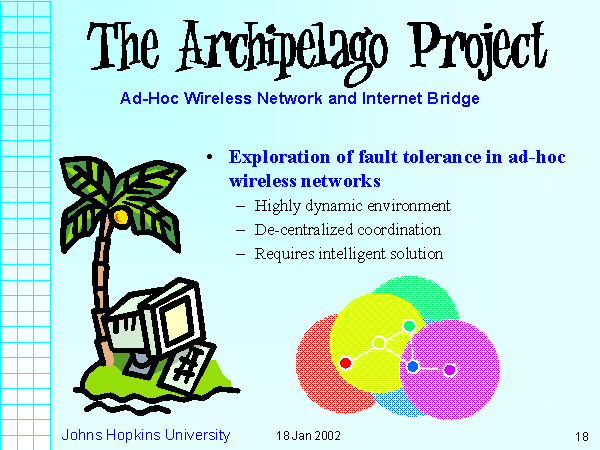 The Archipelago Project
Ad-Hoc Wireless Network and Internet Bridge
• Exploration of fault tolerance in ad-hoc
wireless networks
– Highly dynamic environment
– De-centralized coordination
– Requires intelligent solution
Johns Hopkins University 18 Jan 2002 18